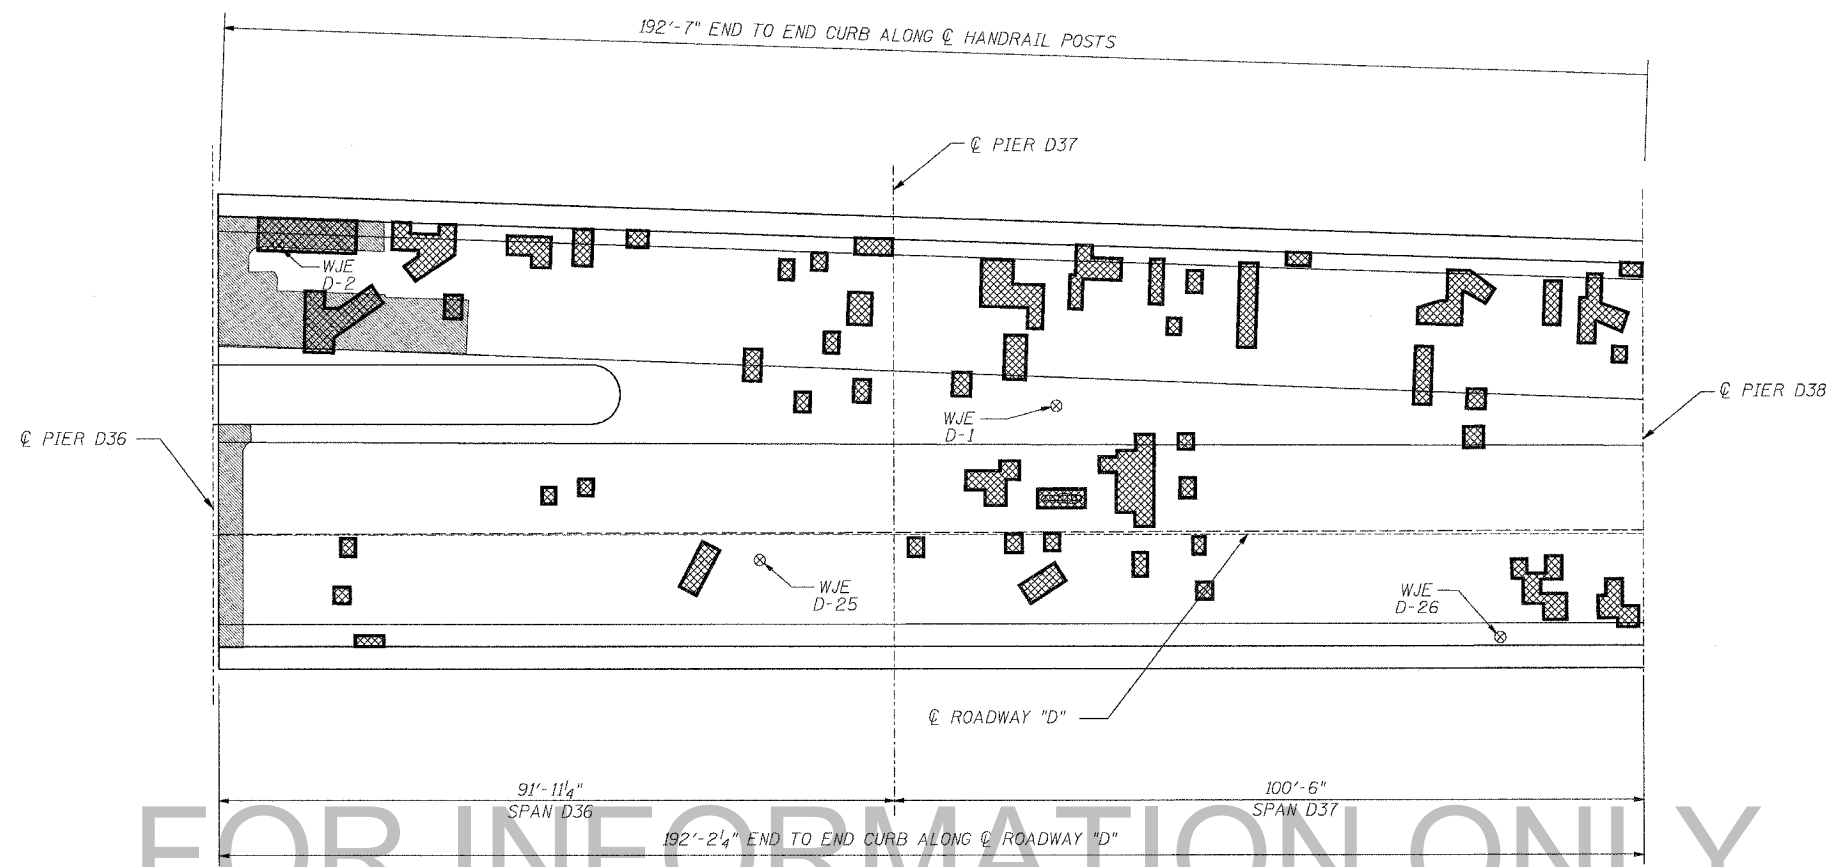 192'-7" END TO END CURB ALONG ℄ HANDRAIL POSTS
℄ PIER D37
WJE
D-2
℄ PIER D38
WJE
D-1
℄ PIER D36
WJE
D-25
WJE
D-26
℄ ROADWAY "D"
91'-11¼"
SPAN D36
100'-6"
SPAN D37
192'-2¼" END TO END CURB ALONG ℄ ROADWAY "D"
FOR INFORMATION ONLY